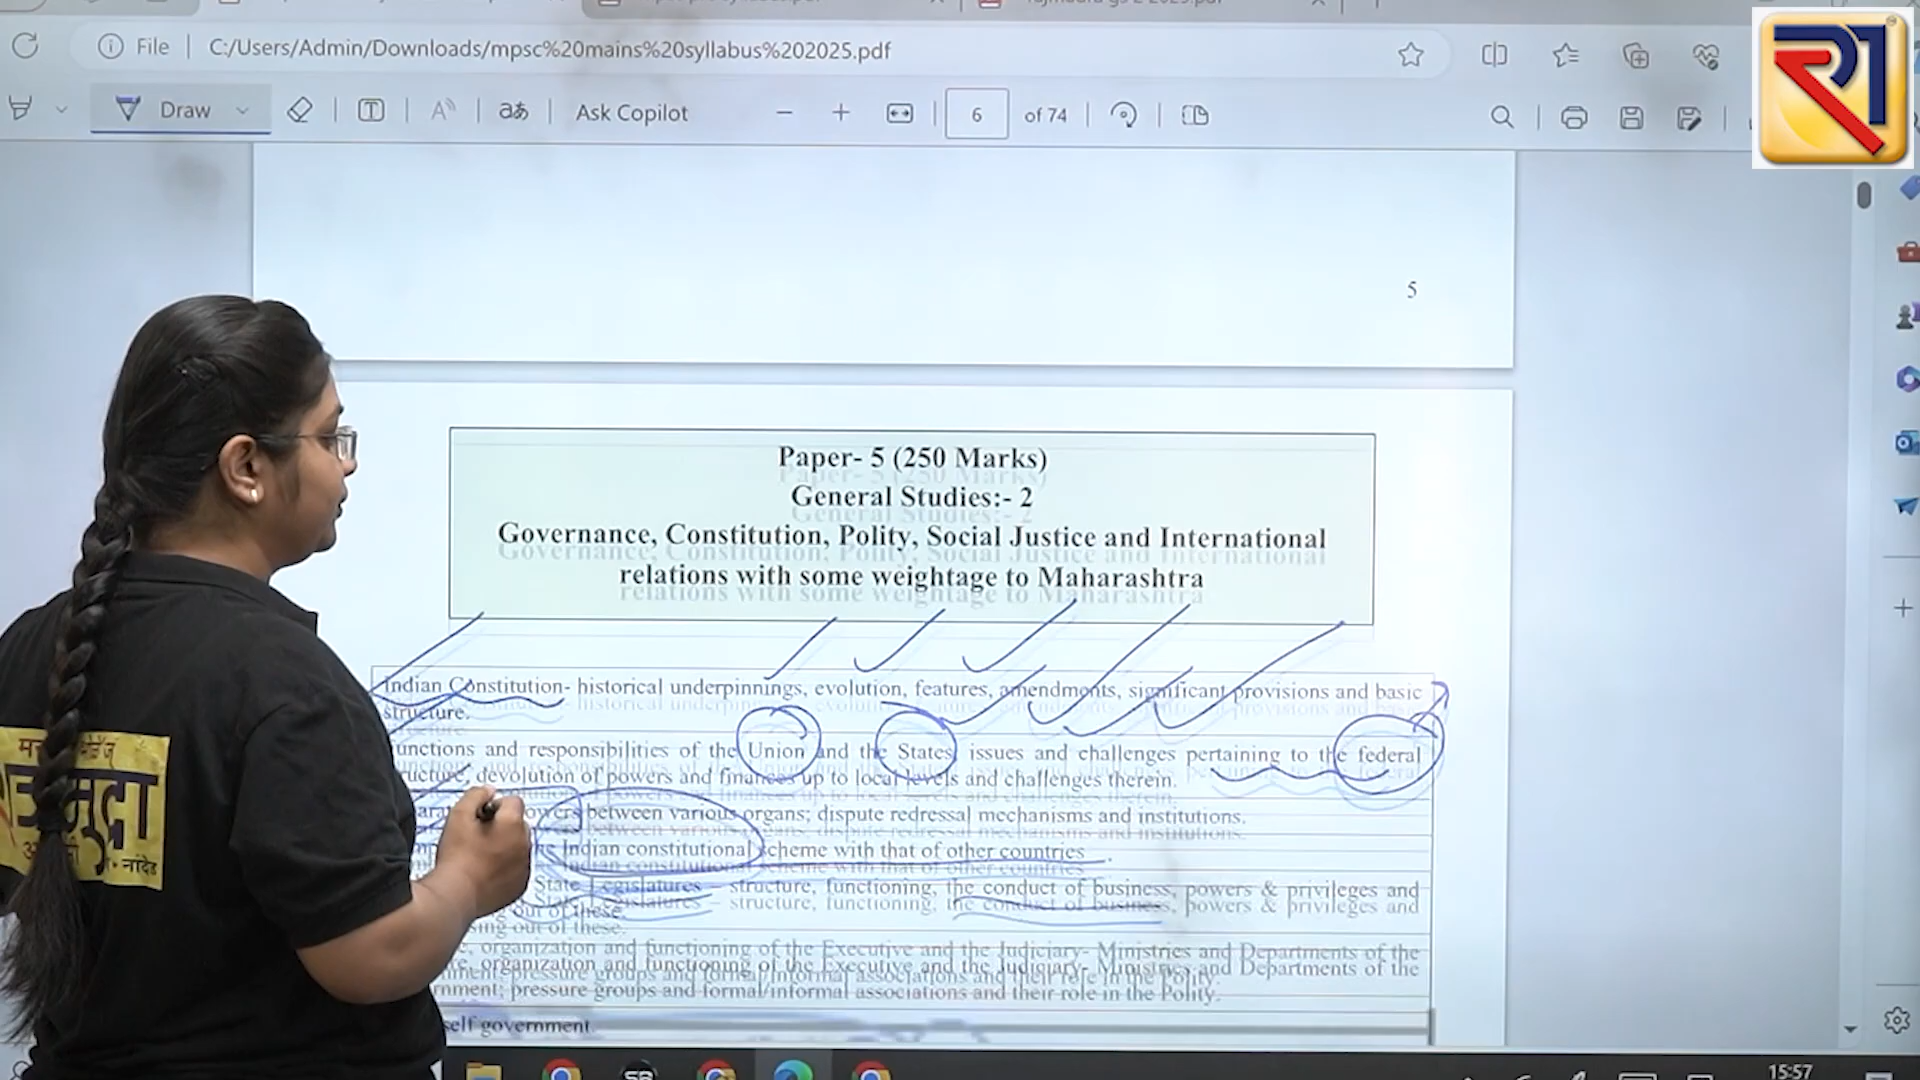 File
C:/Users/Admin/Downloads/mpsc%20mains%20syllabus%202025.pdf
Draw
Ask Copilot
6
of 74
5
Paper- 5 (250 Marks)
General Studies:- 2
Governance, Constitution, Polity, Social Justice and International
relations with some weightage to Maharashtra
Indian Constitution- historical underpinnings, evolution, features, amendments, significant provisions and basic
structure.
unctions and responsibilities of the Union and the States, issues and challenges pertaining to the federal
ructure, devolution of powers and finances up to local levels and challenges therein.
between various organs; dispute redressal mechanisms and institutions.
Indian constitutional scheme with that of other countries
State Legislatures – structure, functioning, the conduct of business, powers & privileges and
out of these.
organization and functioning of the Executive and the Judiciary- Ministries and Departments of the
rnment; pressure groups and formal/informal associations and their role in the Polity.
self government.
15:57
नांदेड